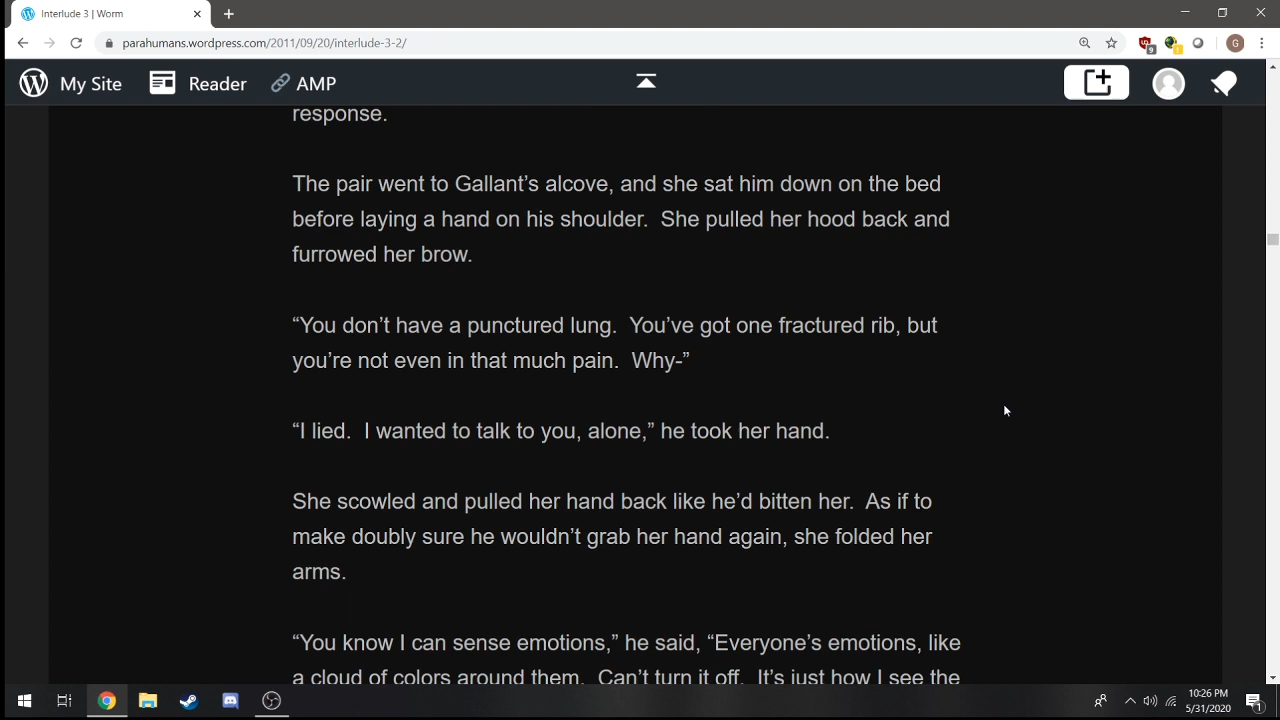 Interlude 3 | Worm
parahumans.wordpress.com/2011/09/20/interlude-3-2/
9
1
G
My Site
Reader
AMP
response.
The pair went to Gallant’s alcove, and she sat him down on the bed
before laying a hand on his shoulder.  She pulled her hood back and
furrowed her brow.
“You don’t have a punctured lung.  You’ve got one fractured rib, but
you’re not even in that much pain.  Why-”
“I lied.  I wanted to talk to you, alone,” he took her hand.
She scowled and pulled her hand back like he’d bitten her.  As if to
make doubly sure he wouldn’t grab her hand again, she folded her
arms.
“You know I can sense emotions,” he said, “Everyone’s emotions, like
a cloud of colors around them.  Can’t turn it off.  It’s just how I see the
10:26 PM
5/31/2020
1